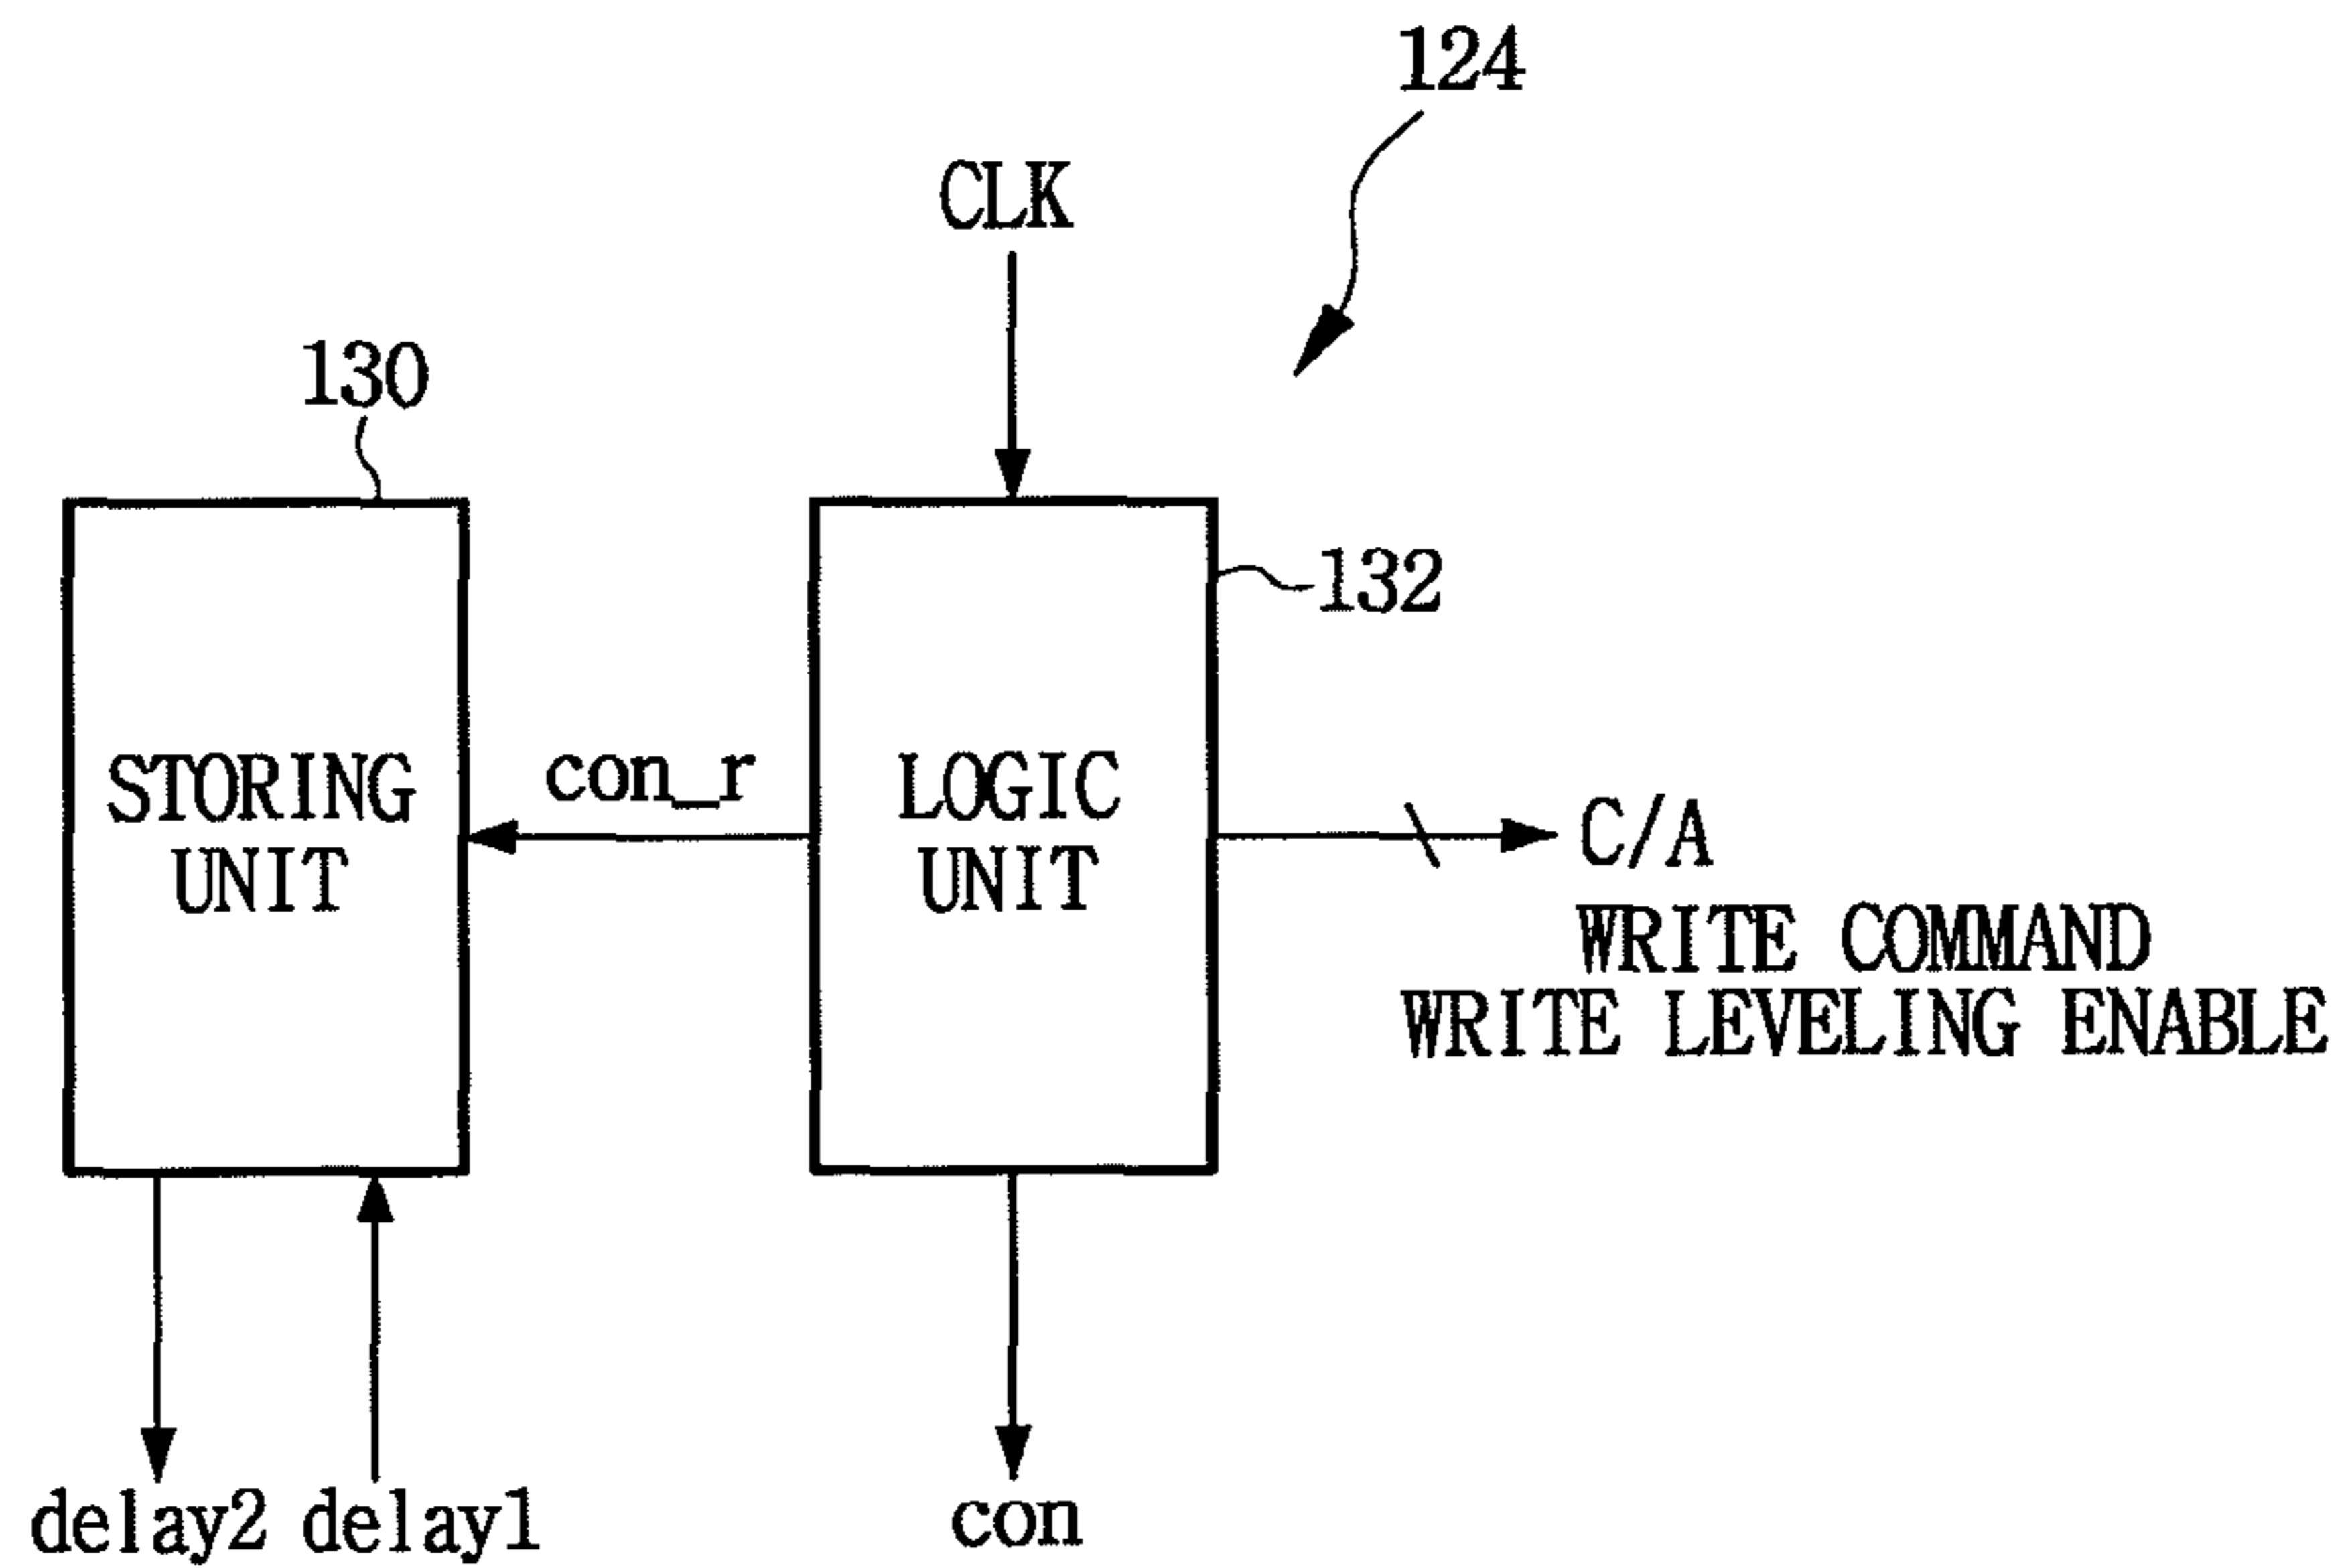 124
CLK
130
132
STORING
UNIT
con_r
LOGIC
UNIT
C/A
WRITE COMMAND
WRITE LEVELING ENABLE
delay2
delay1
con